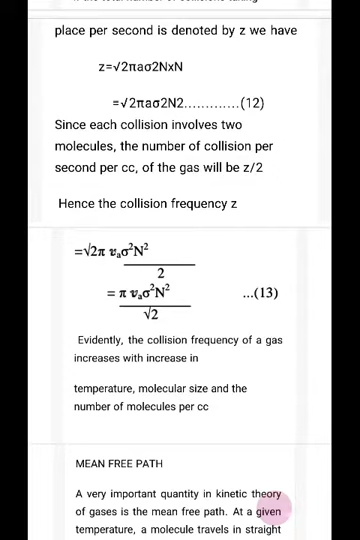 place per second is denoted by z we have
z=√2πaσ2NxN
=√2πaσ2N2.............(12)
Since each collision involves two
molecules, the number of collision per
second per cc, of the gas will be z/2
Hence the collision frequency z
=√2π vₐσ²N²
2
= π vₐσ²N² ...(13)
√2
Evidently, the collision frequency of a gas
increases with increase in
temperature, molecular size and the
number of molecules per cc
MEAN FREE PATH
A very important quantity in kinetic theory
of gases is the mean free path. At a given
temperature, a molecule travels in straight